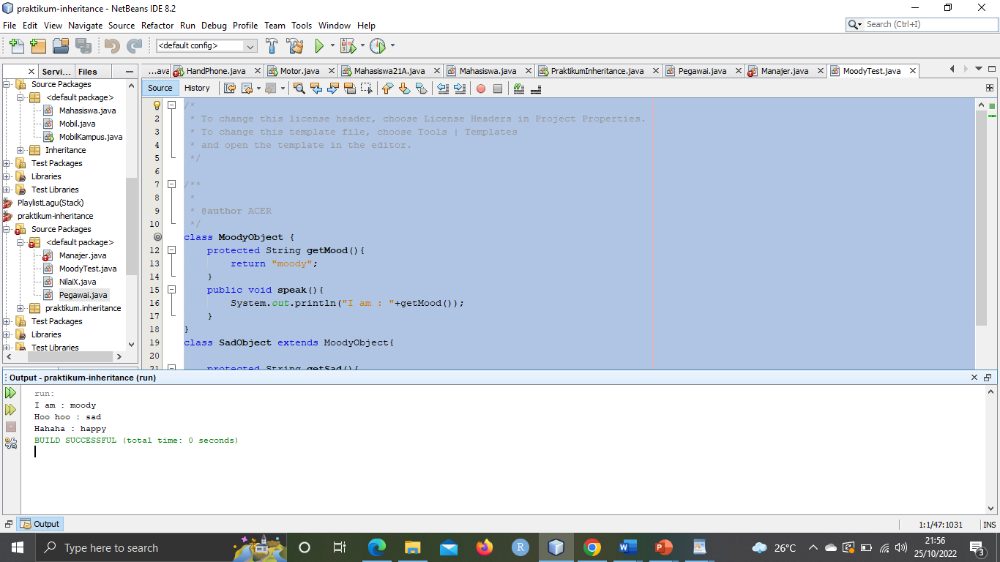 praktikum-inheritance - NetBeans IDE 8.2
File Edit View Navigate Source Refactor Run Debug Profile Team Tools Window Help
Search (Ctrl+I)
<default config>
Servi... Files
...ava HandPhone.java Motor.java Mahasiswa21A.java Mahasiswa.java PraktikumInheritance.java Pegawai.java Manajer.java MoodyTest.java
Source History
Source Packages
<default package>
Mahasiswa.java
Mobil.java
MobilKampus.java
Inheritance
Test Packages
Libraries
Test Libraries
PlaylistLagu(Stack)
praktikum-inheritance
Source Packages
<default package>
Manajer.java
MoodyTest.java
NilaiX.java
Pegawai.java
praktikum.inheritance
Test Packages
Libraries
Test Libraries
/*
2 * To change this license header, choose License Headers in Project Properties.
3 * To change this template file, choose Tools | Templates
4 * and open the template in the editor.
5 */
6
7 /**
8 *
9 * @author ACER
10 */
class MoodyObject {
12 protected String getMood(){
13 return "moody";
14 }
15 public void speak(){
16 System.out.println("I am : "+getMood());
17 }
18 }
19 class SadObject extends MoodyObject{
20
21 protected String getSad(){
Output - praktikum-inheritance (run)
run:
I am : moody
Hoo hoo : sad
Hahaha : happy
BUILD SUCCESSFUL (total time: 0 seconds)
Output
1:1/47:1031 INS
Type here to search
26°C
21:56
25/10/2022
3